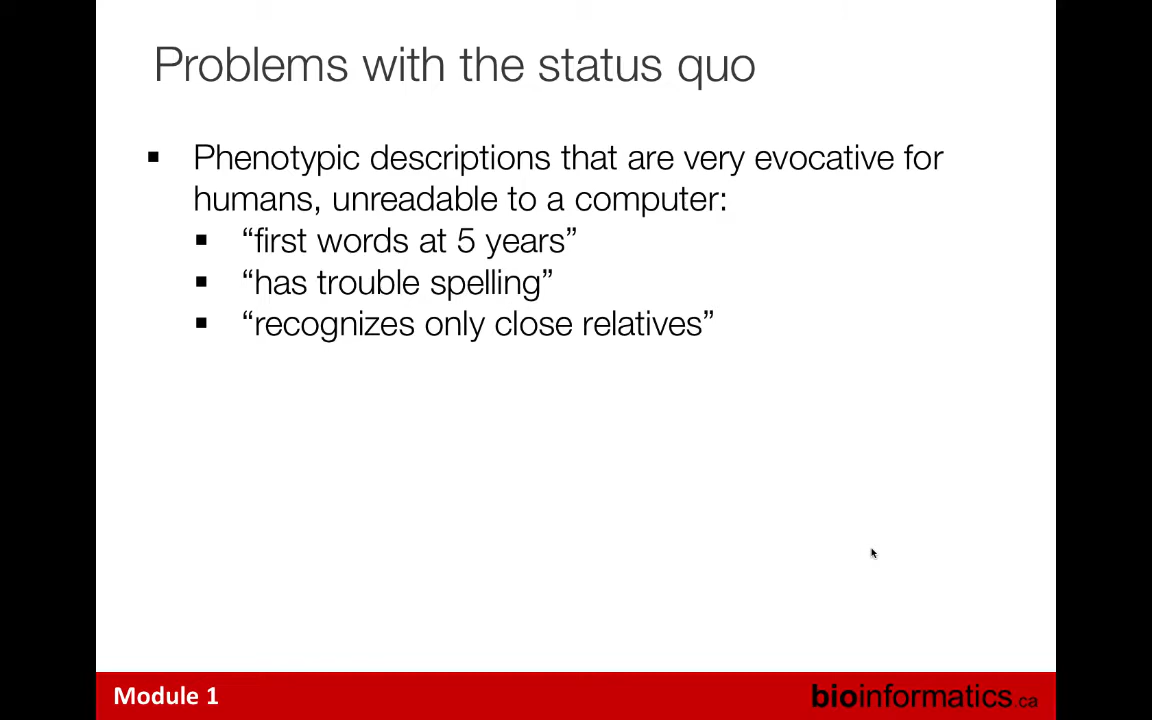 Problems with the status quo
▪ Phenotypic descriptions that are very evocative for
humans, unreadable to a computer:
▪ “first words at 5 years”
▪ “has trouble spelling”
▪ “recognizes only close relatives”
Module 1
bioinformatics.ca